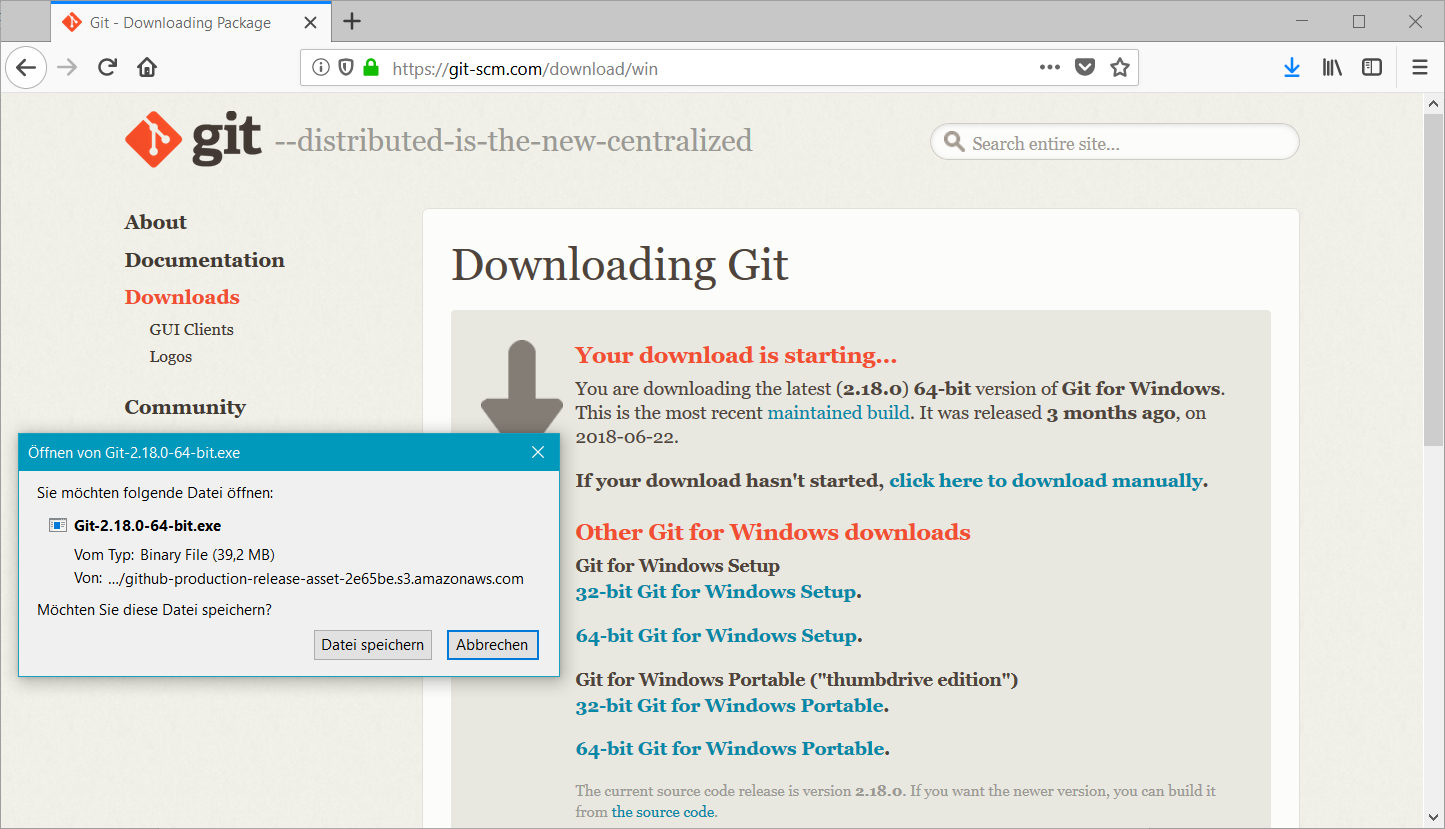 Git - Downloading Package
https://git-scm.com/download/win
git --distributed-is-the-new-centralized
Search entire site...
About
Documentation
Downloads
GUI Clients
Logos
Community
Downloading Git
Your download is starting...
You are downloading the latest (2.18.0) 64-bit version of Git for Windows.
This is the most recent maintained build. It was released 3 months ago, on
2018-06-22.
If your download hasn't started, click here to download manually.
Other Git for Windows downloads
Git for Windows Setup
32-bit Git for Windows Setup.
64-bit Git for Windows Setup.
Git for Windows Portable ("thumbdrive edition")
32-bit Git for Windows Portable.
64-bit Git for Windows Portable.
The current source code release is version 2.18.0. If you want the newer version, you can build it
from the source code.
Öffnen von Git-2.18.0-64-bit.exe
Sie möchten folgende Datei öffnen:
Git-2.18.0-64-bit.exe
Vom Typ: Binary File (39,2 MB)
Von: .../github-production-release-asset-2e65be.s3.amazonaws.com
Möchten Sie diese Datei speichern?
Datei speichern Abbrechen